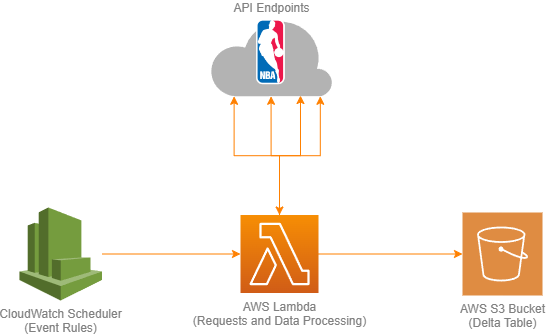 API Endpoints
NBA
CloudWatch Scheduler
(Event Rules)
AWS Lambda
(Requests and Data Processing)
AWS S3 Bucket
(Delta Table)